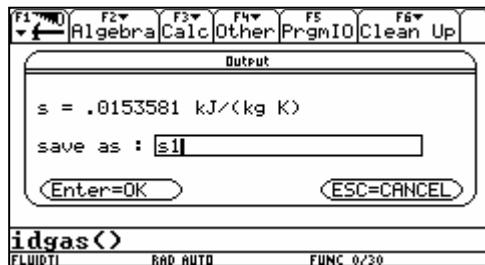 F1 F2 F3 F4 F5 F6
Algebra Calc Other PrgmIO Clean Up
Output
s = .0153581 kJ/(kg K)
save as : s1
Enter=OK ESC=CANCEL
idgas()
FLUIDTI RAD AUTO FUNC 0/30